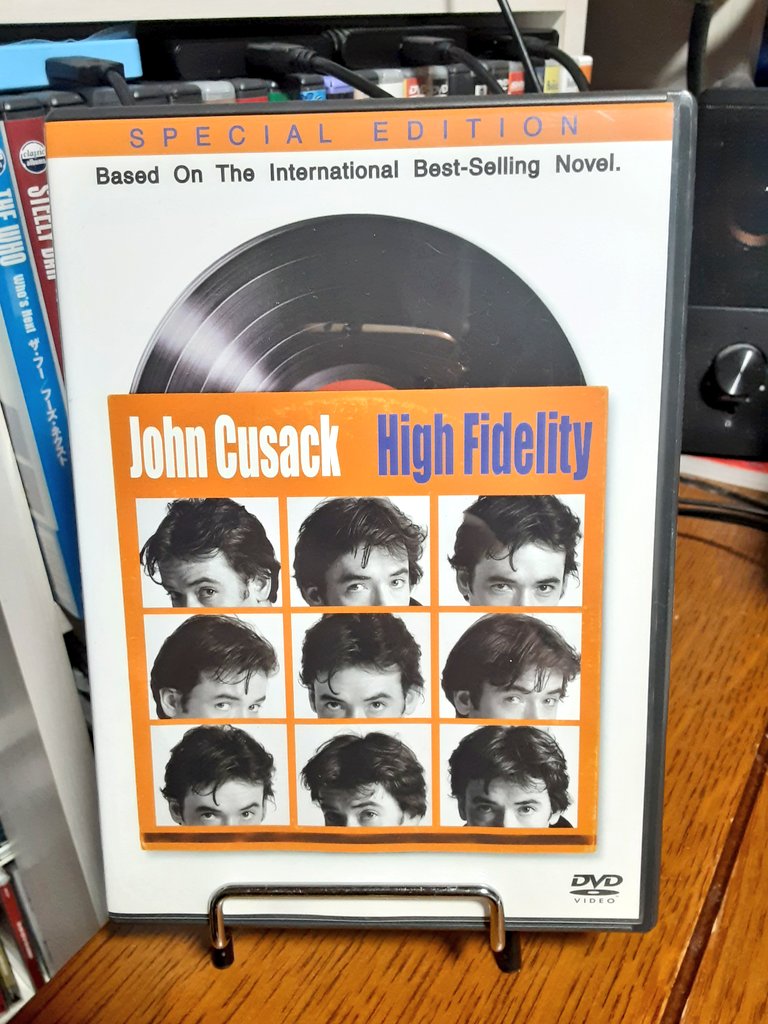 SPECIAL EDITION
Based On The International Best-Selling Novel.
John Cusack High Fidelity
DVD
VIDEO
classic albums
STEELY DAN
THE WHO Who's Next ザ・フー フーズ・ネクスト